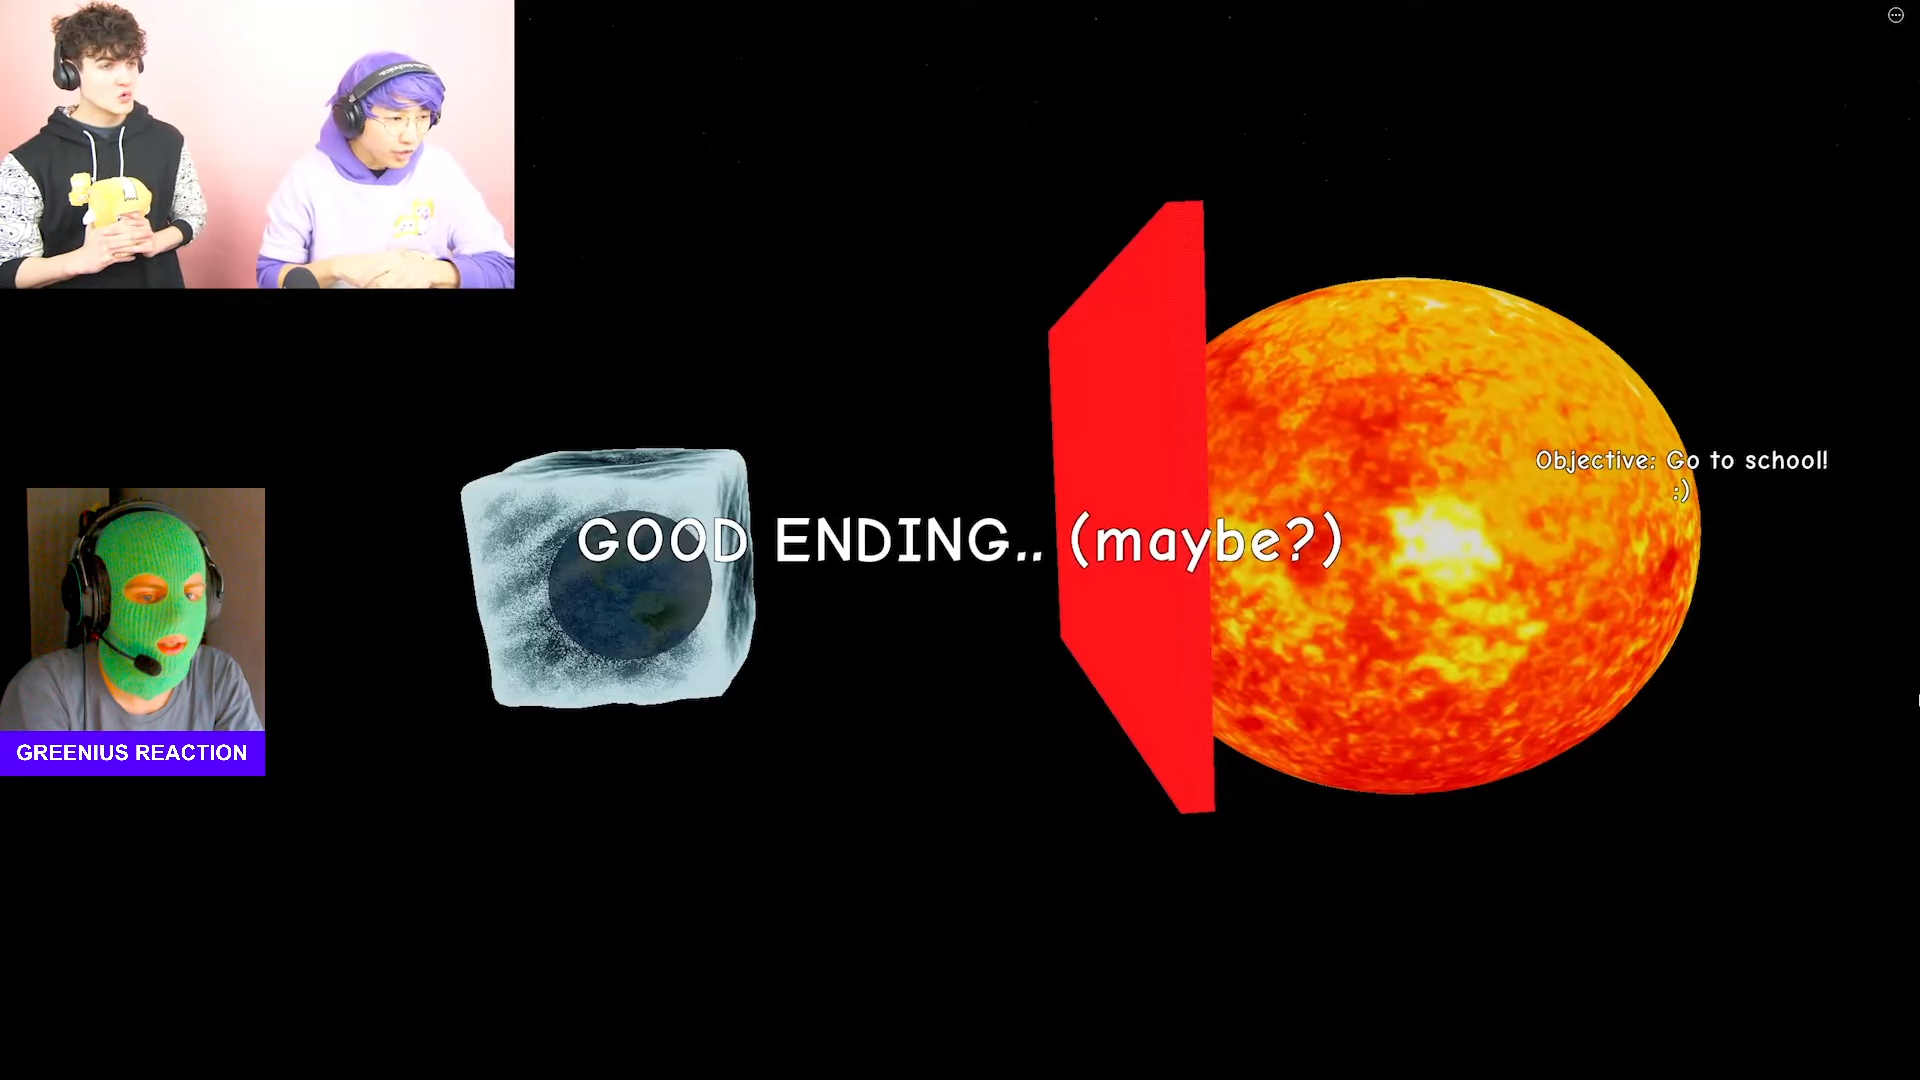 Objective: Go to school!
:)
GOOD ENDING.. (maybe?)
GREENIUS REACTION